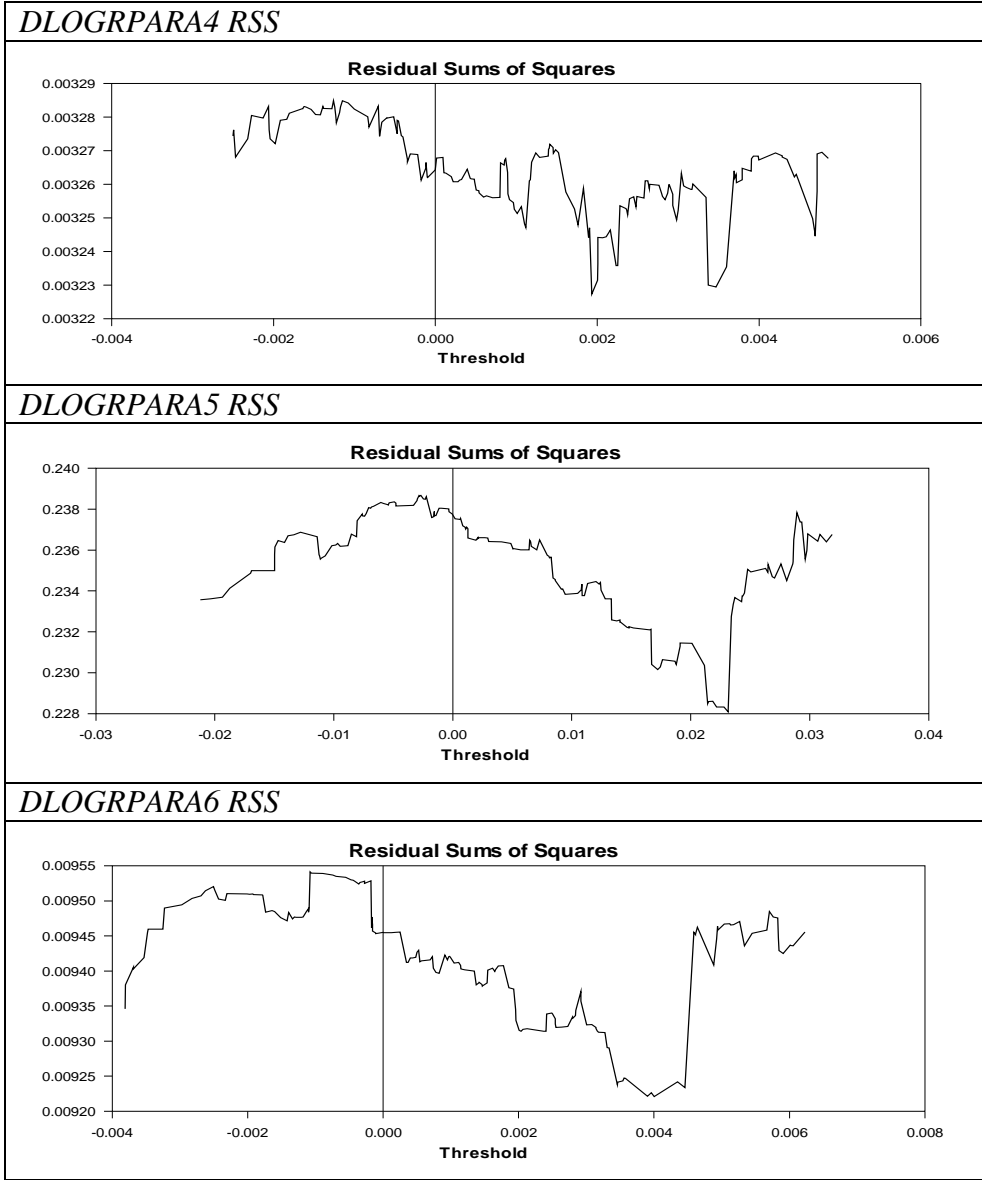 DLOGRPARA4 RSS
Residual Sums of Squares
0.00329
0.00328
0.00327
0.00326
0.00325
0.00324
0.00323
0.00322
-0.004 -0.002 0.000 0.002 0.004 0.006
Threshold
DLOGRPARA5 RSS
Residual Sums of Squares
0.240
0.238
0.236
0.234
0.232
0.230
0.228
-0.03 -0.02 -0.01 0.00 0.01 0.02 0.03 0.04
Threshold
DLOGRPARA6 RSS
Residual Sums of Squares
0.00955
0.00950
0.00945
0.00940
0.00935
0.00930
0.00925
0.00920
-0.004 -0.002 0.000 0.002 0.004 0.006 0.008
Threshold